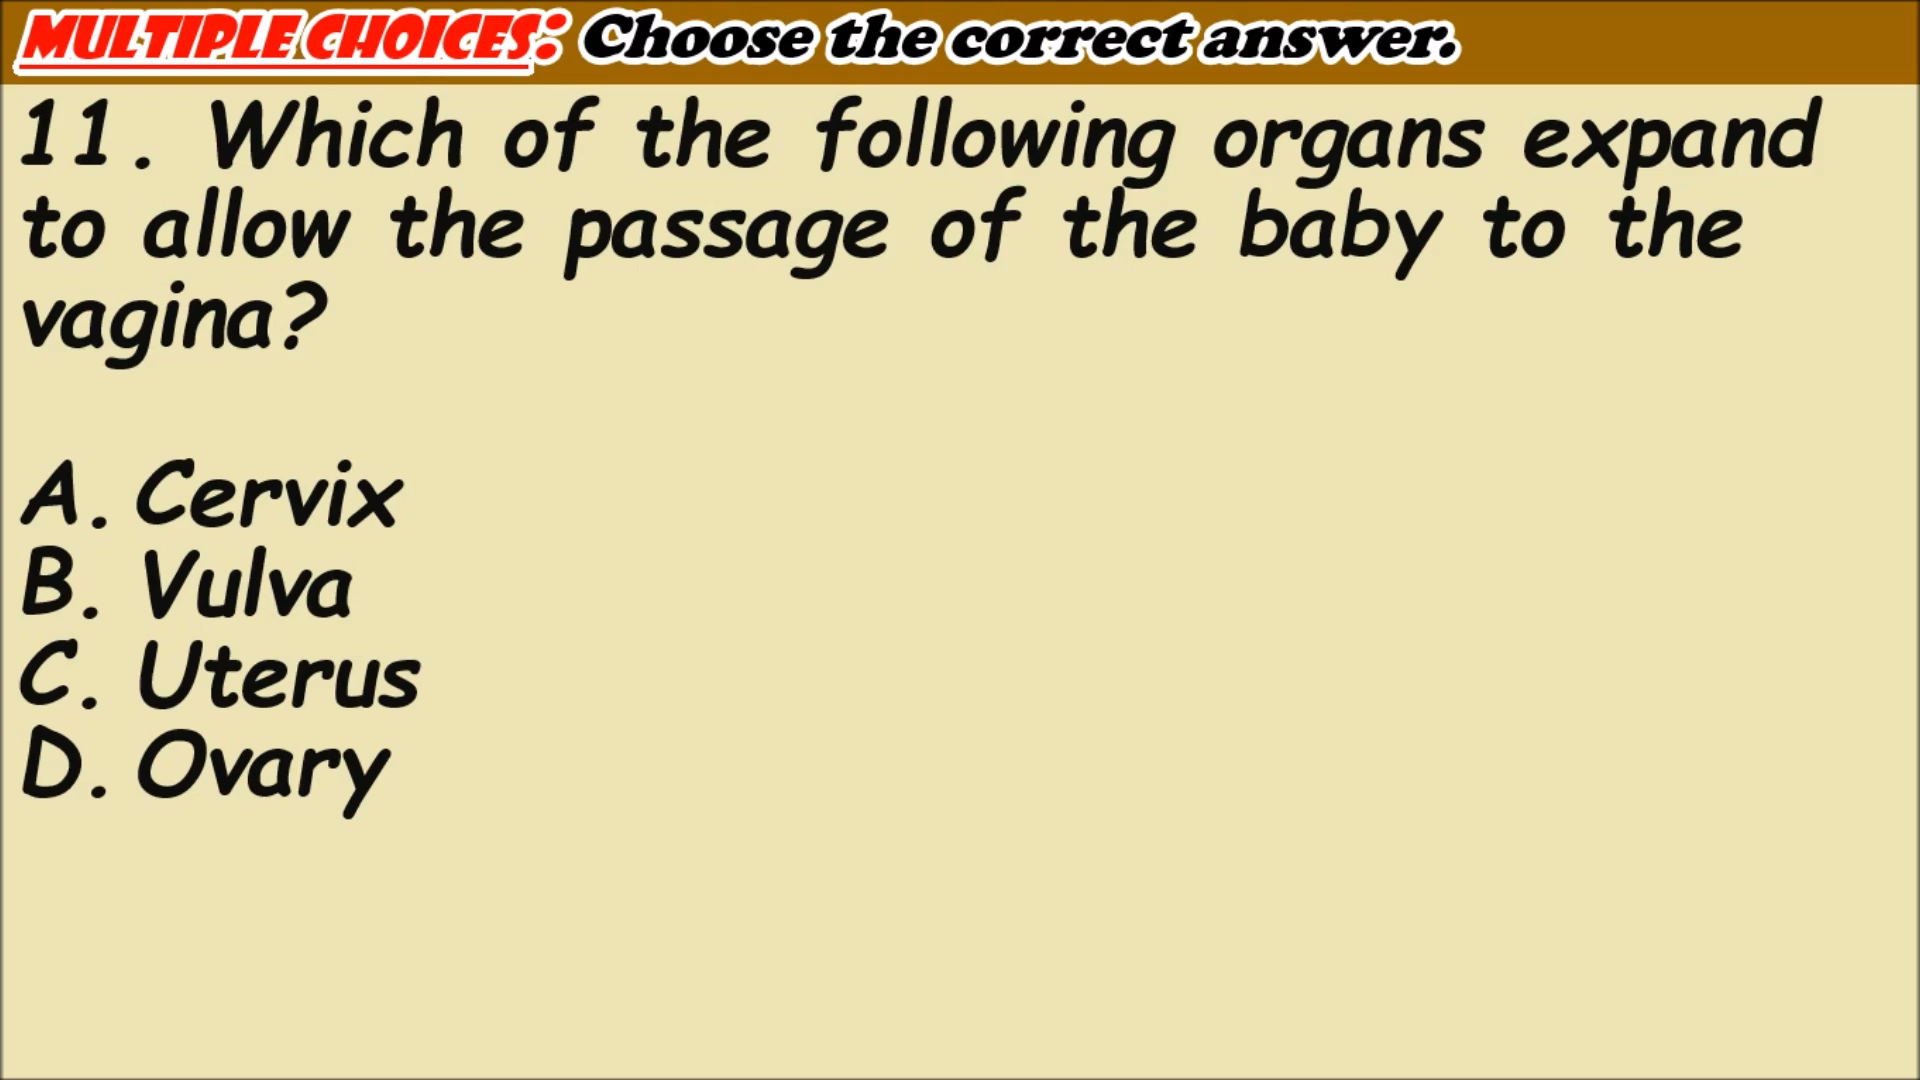 MULTIPLE CHOICES: Choose the correct answer.
11. Which of the following organs expand
to allow the passage of the baby to the
vagina?
A. Cervix
B. Vulva
C. Uterus
D. Ovary